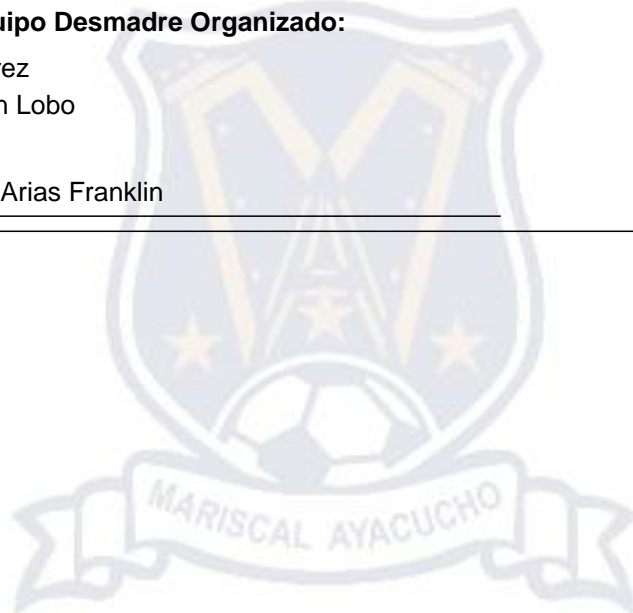 uipo Desmadre Organizado:
rez
n Lobo
Arias Franklin
MARISCAL AYACUCHO